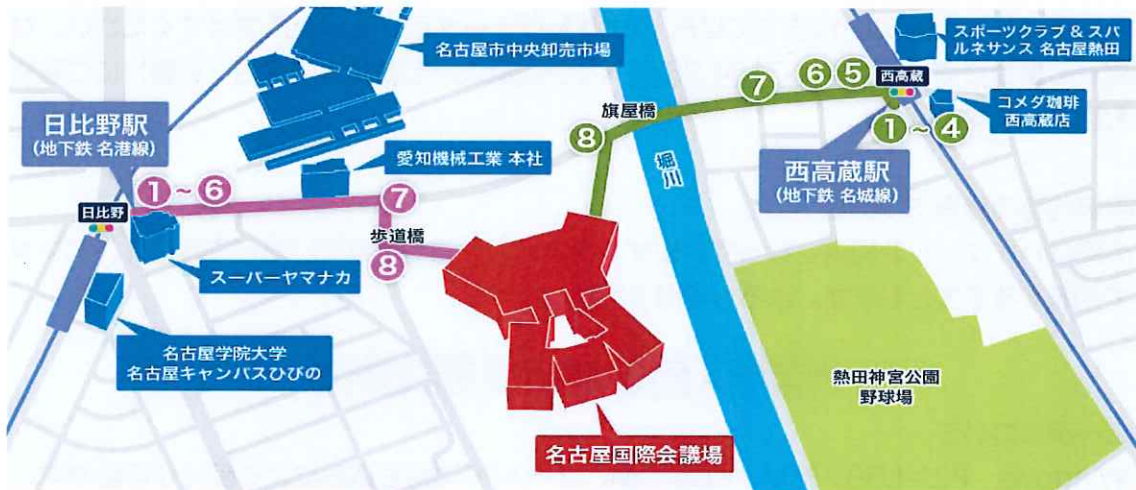 名古屋市中央卸売市場
スポーツクラブ & スパ
ルネサンス 名古屋熱田
日比野駅
(地下鉄 名港線)
愛知機械工業 本社
旗屋橋
⑦
⑥
⑤
西高蔵
コメダ珈琲
西高蔵店
①~④
⑧
堀川
西高蔵駅
(地下鉄 名城線)
日比野
①~⑥
⑦
歩道橋
⑧
スーパーヤマナカ
名古屋学院大学
名古屋キャンパスひびの
熱田神宮公園
野球場
名古屋国際会議場